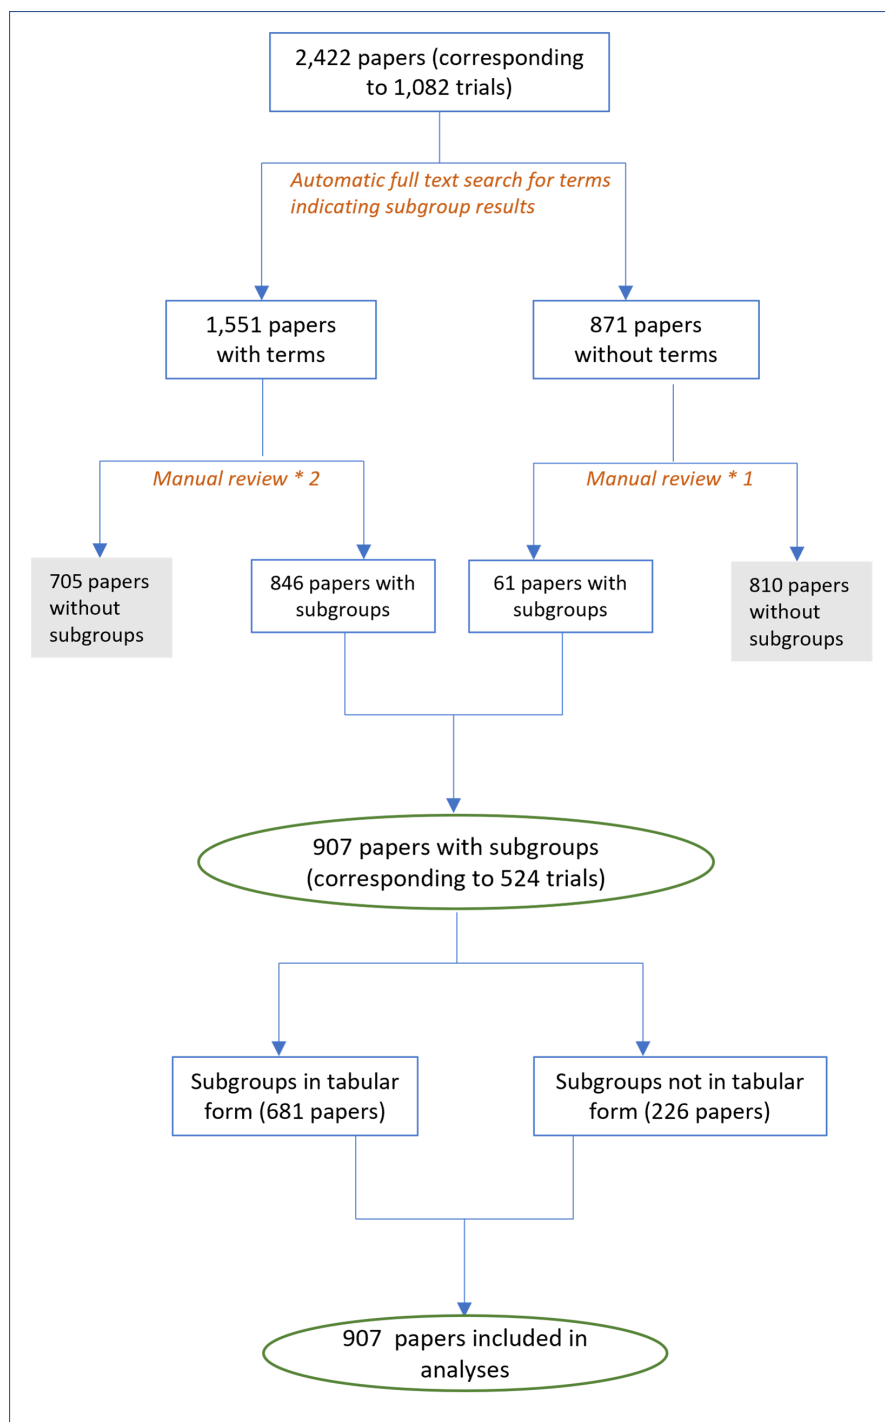 2,422 papers (corresponding
to 1,082 trials)
Automatic full text search for terms
indicating subgroup results
1,551 papers
with terms
871 papers
without terms
Manual review * 2
Manual review * 1
705 papers
without
subgroups
846 papers with
subgroups
61 papers with
subgroups
810 papers
without
subgroups
907 papers with subgroups
(corresponding to 524 trials)
Subgroups in tabular
form (681 papers)
Subgroups not in tabular
form (226 papers)
907 papers included in
analyses